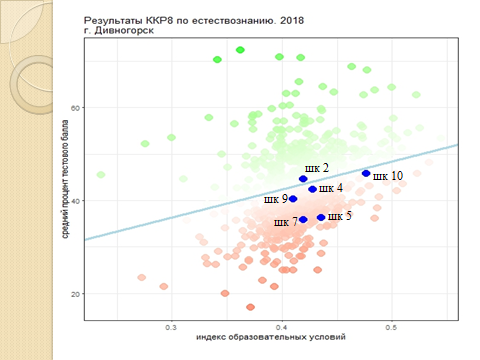 Результаты ККР8 по естествознанию. 2018
г. Дивногорск
средний процент тестового балла
60
40
20
шк 2
шк 10
шк 4
шк 9
шк 5
шк 7
0.3
0.4
0.5
индекс образовательных условий